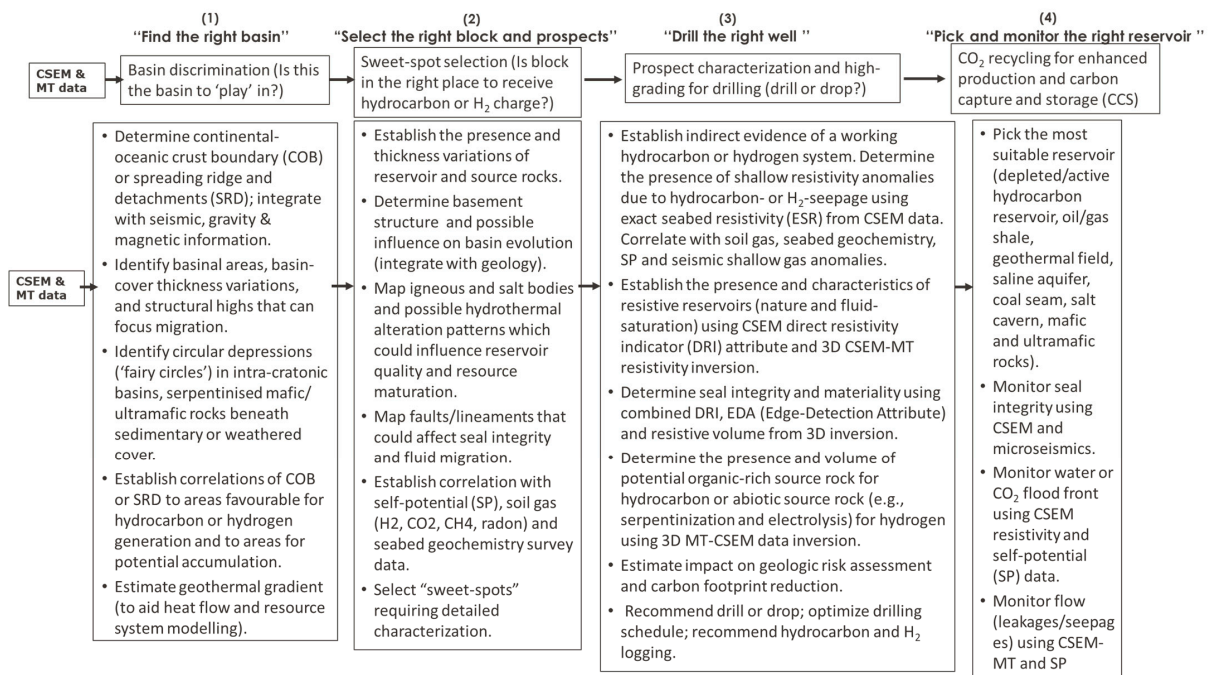 (1)
"Find the right basin"
(2)
"Select the right block and prospects"
(3)
"Drill the right well "
(4)
"Pick and monitor the right reservoir "
CSEM &
MT data
Basin discrimination (Is this
the basin to ‘play’ in?)
Sweet-spot selection (Is block
in the right place to receive
hydrocarbon or H₂ charge?)
Prospect characterization and high-
grading for drilling (drill or drop?)
CO₂ recycling for enhanced
production and carbon
capture and storage (CCS)
CSEM &
MT data
• Determine continental-
oceanic crust boundary (COB)
or spreading ridge and
detachments (SRD); integrate
with seismic, gravity &
magnetic information.
• Identify basinal areas, basin-
cover thickness variations,
and structural highs that can
focus migration.
• Identify circular depressions
(‘fairy circles’) in intra-cratonic
basins, serpentinised mafic/
ultramafic rocks beneath
sedimentary or weathered
cover.
• Establish correlations of COB
or SRD to areas favourable for
hydrocarbon or hydrogen
generation and to areas for
potential accumulation.
• Estimate geothermal gradient
(to aid heat flow and resource
system modelling).
• Establish the presence and
thickness variations of
reservoir and source rocks.
• Determine basement
structure and possible
influence on basin evolution
(integrate with geology).
• Map igneous and salt bodies
and possible hydrothermal
alteration patterns which
could influence reservoir
quality and resource
maturation.
• Map faults/lineaments that
could affect seal integrity
and fluid migration.
• Establish correlation with
self-potential (SP), soil gas
(H2, CO2, CH4, radon) and
seabed geochemistry survey
data.
• Select “sweet-spots”
requiring detailed
characterization.
• Establish indirect evidence of a working
hydrocarbon or hydrogen system. Determine
the presence of shallow resistivity anomalies
due to hydrocarbon- or H₂-seepage using
exact seabed resistivity (ESR) from CSEM data.
Correlate with soil gas, seabed geochemistry,
SP and seismic shallow gas anomalies.
• Establish the presence and characteristics of
resistive reservoirs (nature and fluid-
saturation) using CSEM direct resistivity
indicator (DRI) attribute and 3D CSEM-MT
resistivity inversion.
• Determine seal integrity and materiality using
combined DRI, EDA (Edge-Detection Attribute)
and resistive volume from 3D inversion.
• Determine the presence and volume of
potential organic-rich source rock for
hydrocarbon or abiotic source rock (e.g.,
serpentinization and electrolysis) for hydrogen
using 3D MT-CSEM data inversion.
• Estimate impact on geologic risk assessment
and carbon footprint reduction.
• Recommend drill or drop; optimize drilling
schedule; recommend hydrocarbon and H₂
logging.
• Pick the most
suitable reservoir
(depleted/active
hydrocarbon
reservoir, oil/gas
shale,
geothermal field,
saline aquifer,
coal seam, salt
cavern, mafic
and ultramafic
rocks).
• Monitor seal
integrity using
CSEM and
microseismics.
• Monitor water or
CO₂ flood front
using CSEM
resistivity and
self-potential
(SP) data.
• Monitor flow
(leakages/seepag
es) using CSEM-
MT and SP